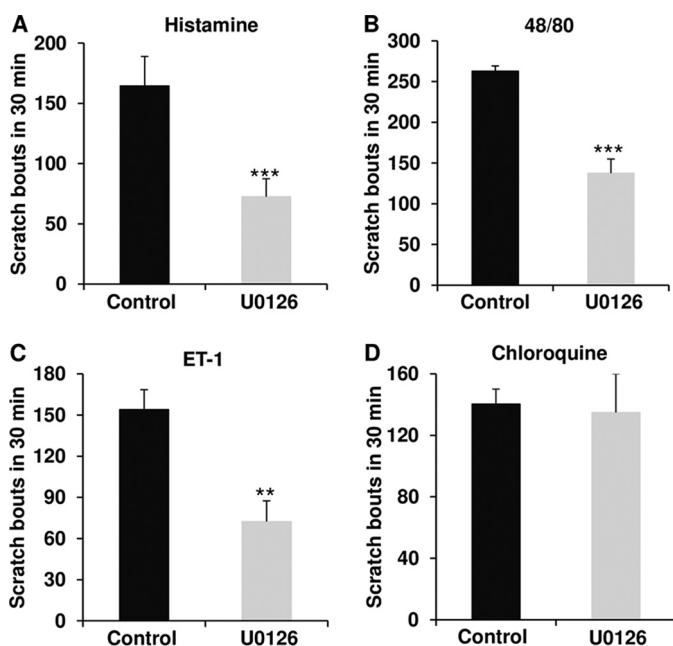 A
Histamine
Scratch bouts in 30 min
200
150
100
50
0
***
Control
U0126
B
48/80
Scratch bouts in 30 min
300
250
200
150
100
50
0
***
Control
U0126
C
ET-1
Scratch bouts in 30 min
180
150
120
90
60
30
0
**
Control
U0126
D
Chloroquine
Scratch bouts in 30 min
160
120
80
40
0
Control
U0126